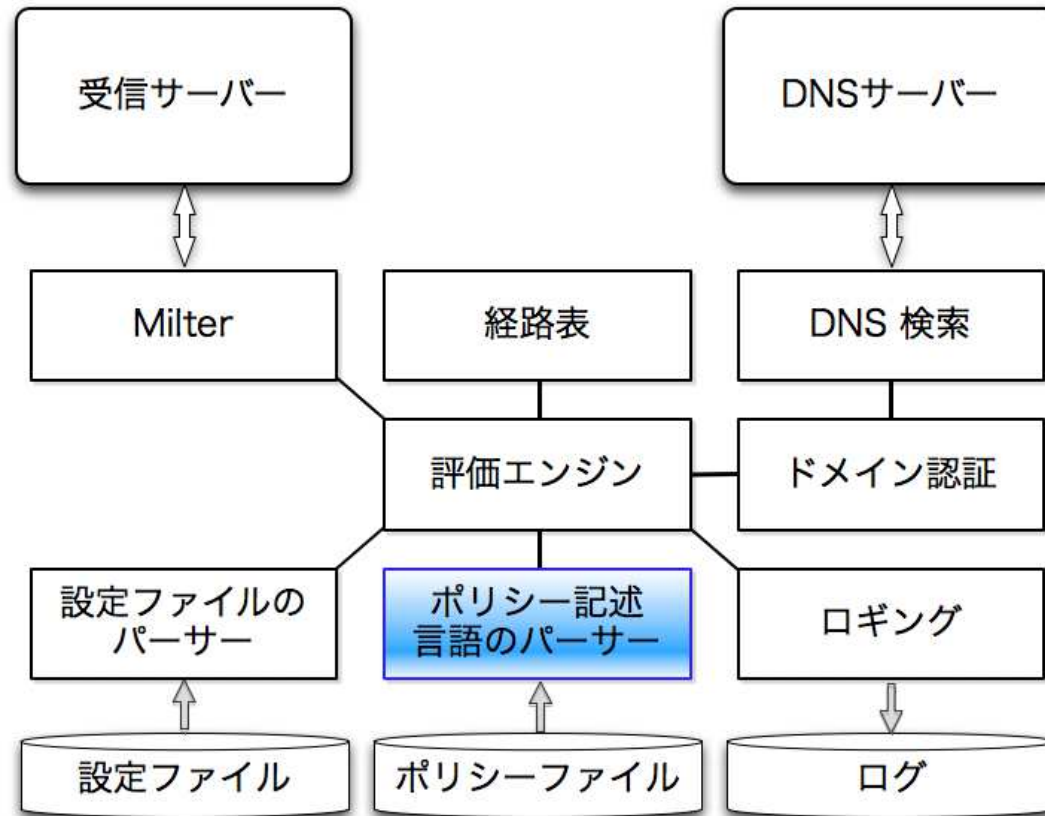 受信サーバー
DNSサーバー
Milter
経路表
DNS 検索
評価エンジン
ドメイン認証
設定ファイルの
パーサー
ポリシー記述
言語のパーサー
ロギング
設定ファイル
ポリシーファイル
ログ